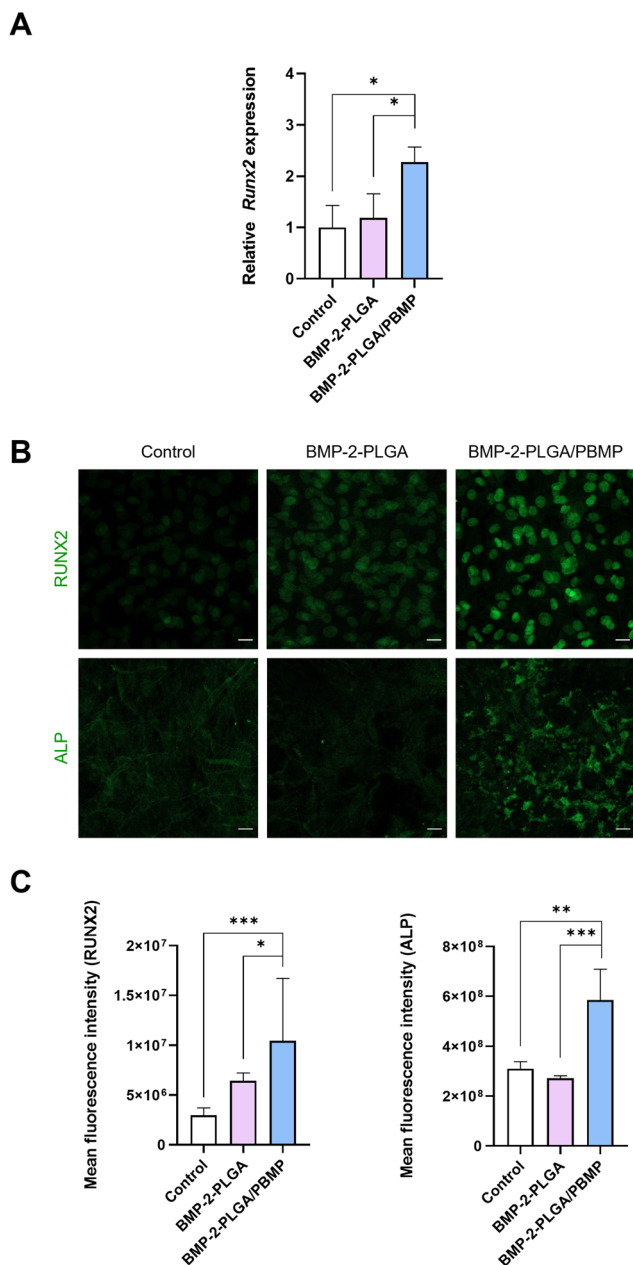 A
Relative Runx2 expression
4
3
2
1
0
*
*
Control
BMP-2-PLGA
BMP-2-PLGA/PBMP
B
Control
BMP-2-PLGA
BMP-2-PLGA/PBMP
RUNX2
ALP
C
Mean fluorescence intensity (RUNX2)
2×10⁷
1.5×10⁷
1×10⁷
5×10⁶
0
***
*
Control
BMP-2-PLGA
BMP-2-PLGA/PBMP
Mean fluorescence intensity (ALP)
8×10⁸
6×10⁸
4×10⁸
2×10⁸
0
**
***
Control
BMP-2-PLGA
BMP-2-PLGA/PBMP